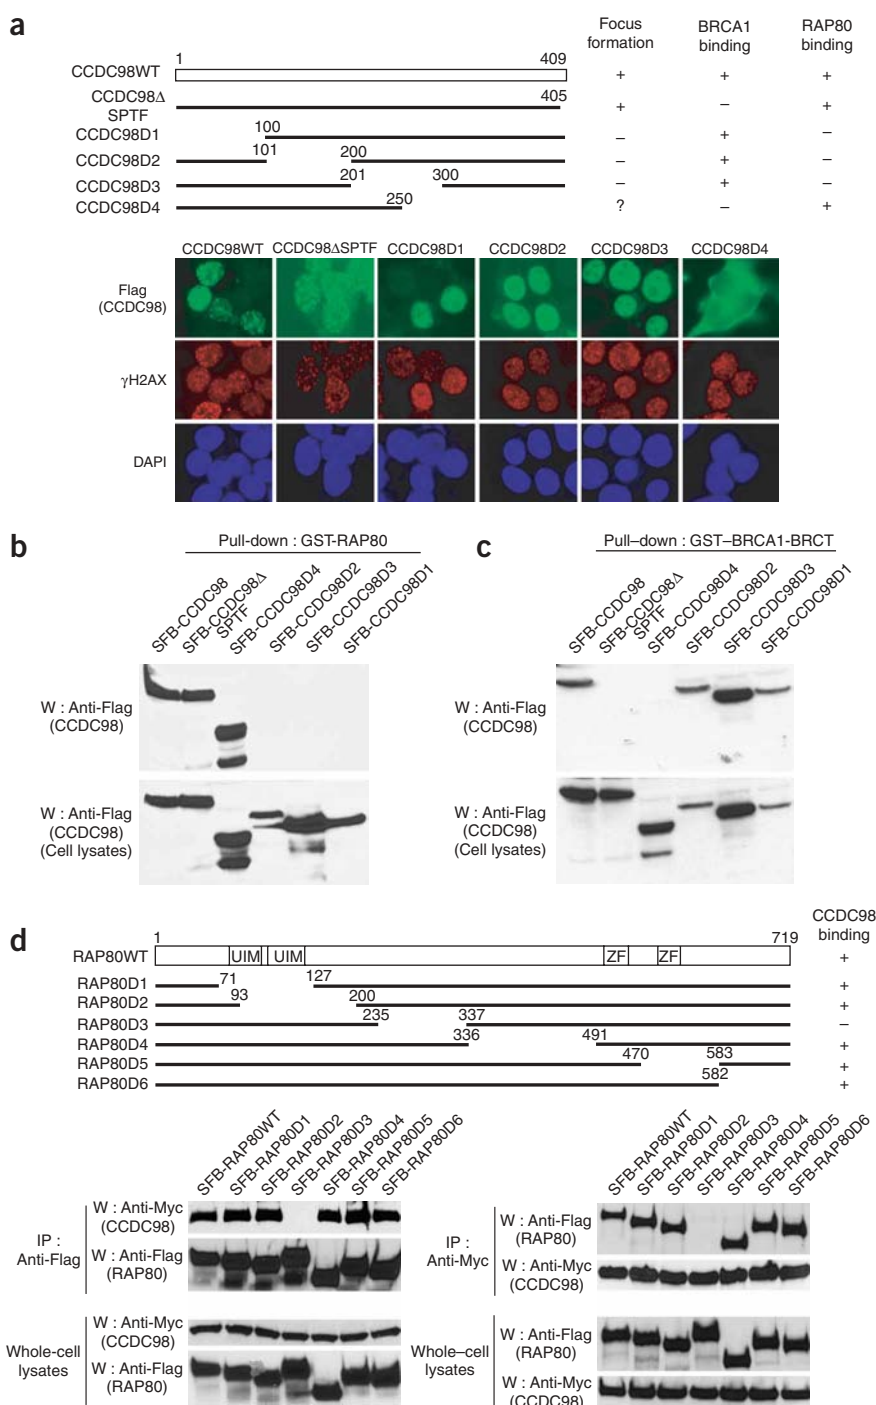 a
Focus formation
BRCA1 binding
RAP80 binding
1 409
CCDC98WT + + +
CCDC98Δ SPTF 405 + – +
CCDC98D1 100 – + –
CCDC98D2 101 200 – + –
CCDC98D3 201 300 – + –
CCDC98D4 250 ? – +
CCDC98WT CCDC98ΔSPTF CCDC98D1 CCDC98D2 CCDC98D3 CCDC98D4
Flag
(CCDC98)
γH2AX
DAPI
b
Pull-down : GST-RAP80
SFB-CCDC98
SFB-CCDC98Δ SPTF
SFB-CCDC98D4
SFB-CCDC98D2
SFB-CCDC98D3
SFB-CCDC98D1
W : Anti-Flag
(CCDC98)
W : Anti-Flag
(CCDC98)
(Cell lysates)
c
Pull–down : GST–BRCA1-BRCT
SFB-CCDC98
SFB-CCDC98Δ SPTF
SFB-CCDC98D4
SFB-CCDC98D2
SFB-CCDC98D3
SFB-CCDC98D1
W : Anti-Flag
(CCDC98)
W : Anti-Flag
(CCDC98)
(Cell lysates)
d
CCDC98
binding
1 719
RAP80WT UIM UIM ZF ZF +
RAP80D1 71 127 +
RAP80D2 93 200 +
RAP80D3 235 337 –
RAP80D4 336 491 +
RAP80D5 470 583 +
RAP80D6 582 +
SFB-RAP80WT
SFB-RAP80D1
SFB-RAP80D2
SFB-RAP80D3
SFB-RAP80D4
SFB-RAP80D5
SFB-RAP80D6
IP :
Anti-Flag
W : Anti-Myc
(CCDC98)
W : Anti-Flag
(RAP80)
Whole-cell
lysates
W : Anti-Myc
(CCDC98)
W : Anti-Flag
(RAP80)
SFB-RAP80WT
SFB-RAP80D1
SFB-RAP80D2
SFB-RAP80D3
SFB-RAP80D4
SFB-RAP80D5
SFB-RAP80D6
IP :
Anti-Myc
W : Anti-Flag
(RAP80)
W : Anti-Myc
(CCDC98)
Whole–cell
lysates
W : Anti-Flag
(RAP80)
W : Anti-Myc
(CCDC98)